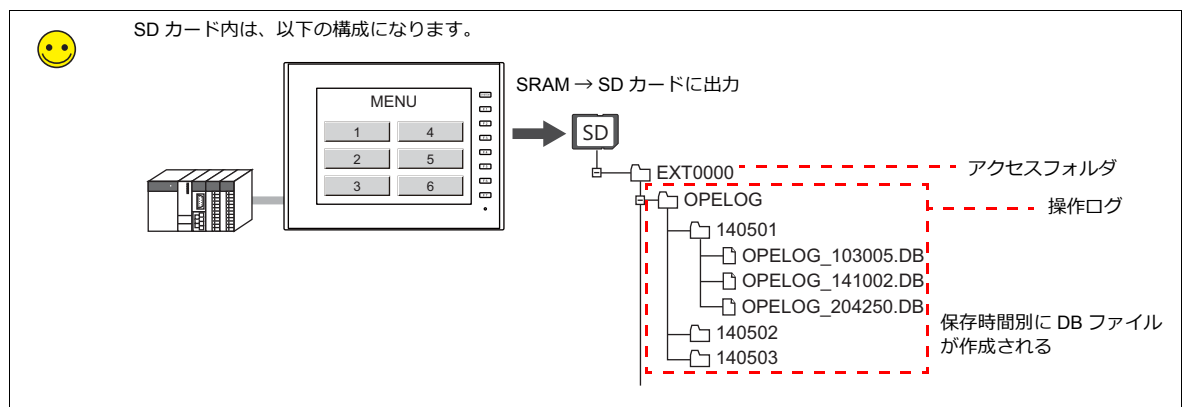 SD カード内は、以下の構成になります。
SRAM → SD カードに出力
MENU
1 4
2 5
3 6
SD
EXT0000
アクセスフォルダ
OPELOG
操作ログ
140501
OPELOG_103005.DB
OPELOG_141002.DB
OPELOG_204250.DB
保存時間別に DB ファイル
が作成される
140502
140503